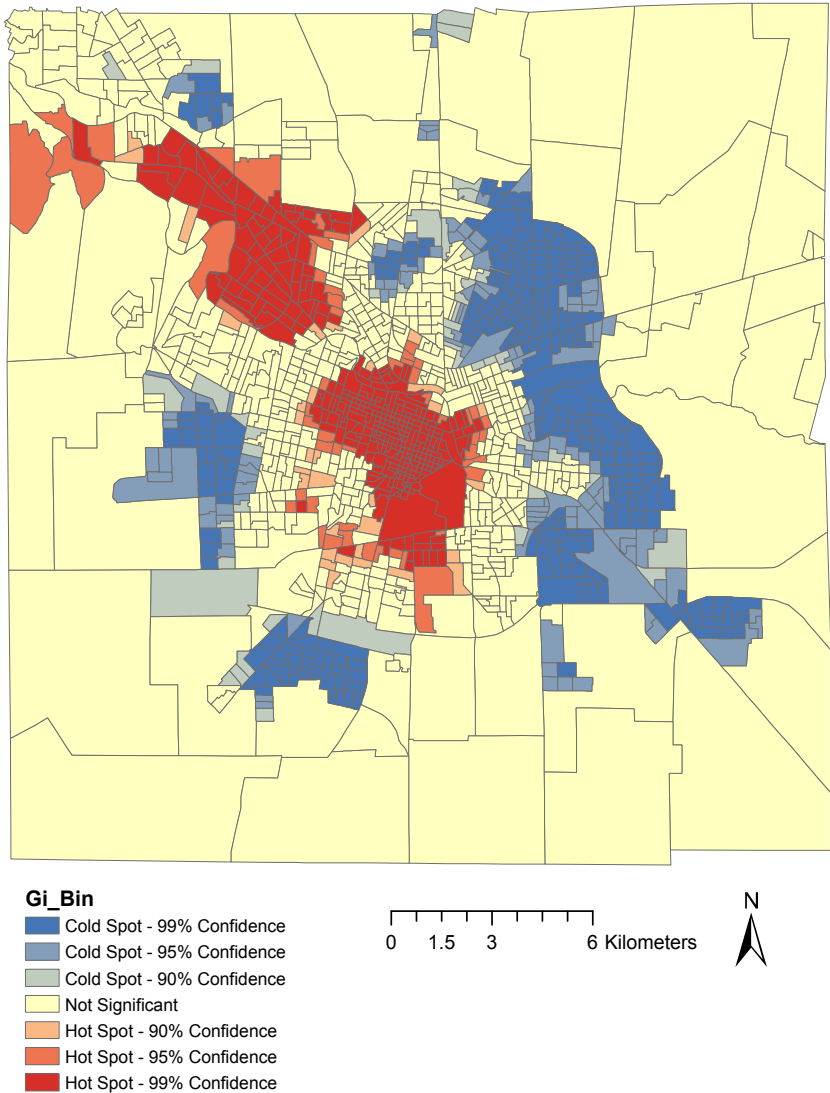 Gi_Bin
Cold Spot - 99% Confidence
Cold Spot - 95% Confidence
Cold Spot - 90% Confidence
Not Significant
Hot Spot - 90% Confidence
Hot Spot - 95% Confidence
Hot Spot - 99% Confidence
0 1.5 3 6 Kilometers
N